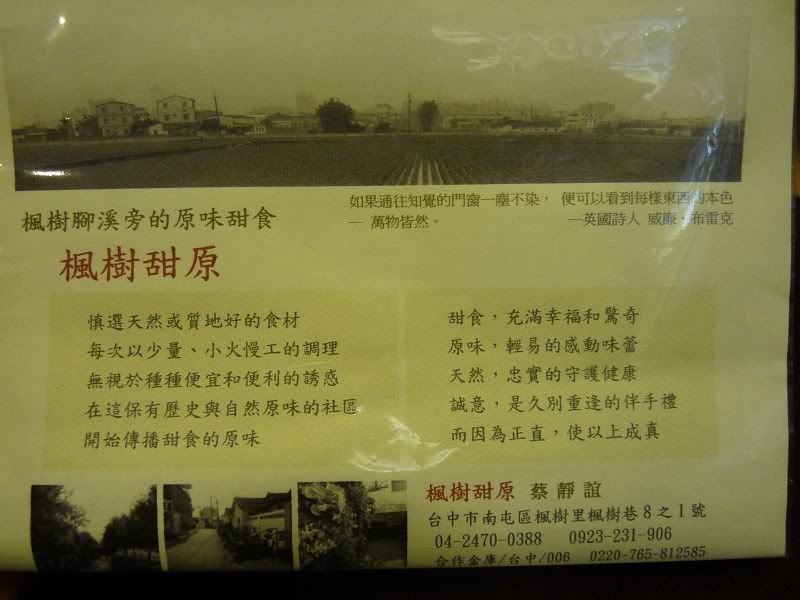 如果通往知覺的門窗一塵不染， 便可以看到每樣東西的本色
— 萬物皆然。 —英國詩人 威廉·布雷克
楓樹腳溪旁的原味甜食
楓樹甜原
慎選天然或質地好的食材
每次以少量、小火慢工的調理
無視於種種便宜和便利的誘惑
在這保有歷史與自然原味的社區
開始傳播甜食的原味
甜食，充滿幸福和驚奇
原味，輕易的感動味蕾
天然，忠實的守護健康
誠意，是久別重逢的伴手禮
而因為正直，使以上成真
楓樹甜原 蔡靜誼
台中市南屯區楓樹里楓樹巷8之1號
04-2470-0388 0923-231-906
合作金庫/台中/006 0220-765-812585